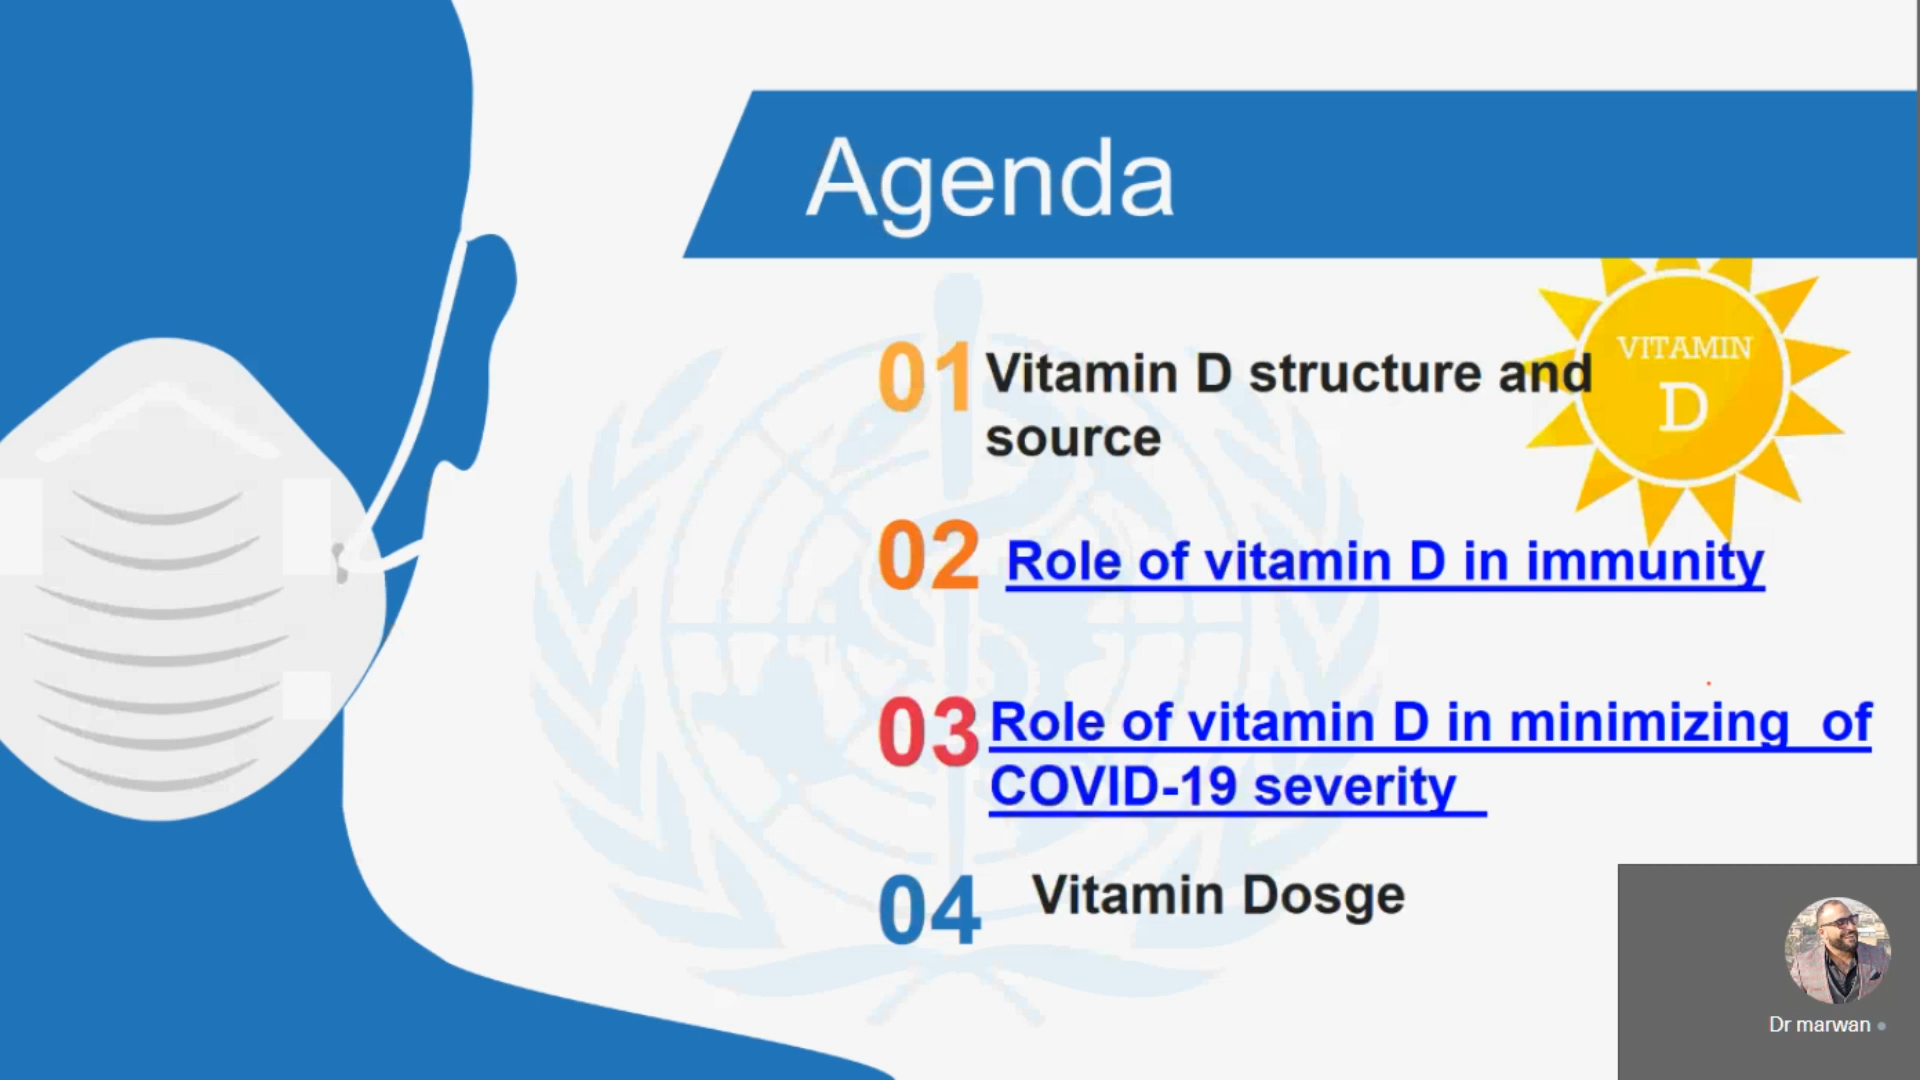 Agenda
01 Vitamin D structure and
source
VITAMIN
D
02 Role of vitamin D in immunity
03 Role of vitamin D in minimizing  of
COVID-19 severity
04 Vitamin Dosge
Dr marwan